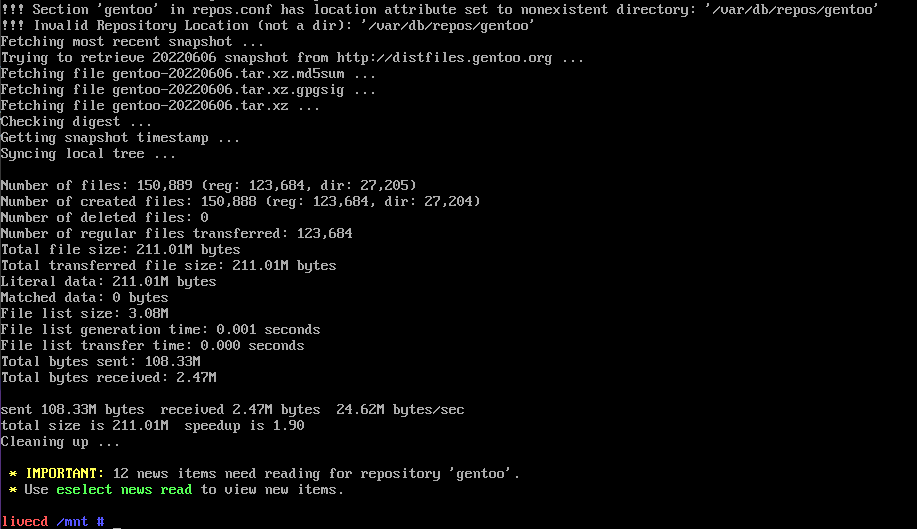 !!! Section 'gentoo' in repos.conf has location attribute set to nonexistent directory: '/var/db/repos/gentoo'
!!! Invalid Repository Location (not a dir): '/var/db/repos/gentoo'
Fetching most recent snapshot ...
Trying to retrieve 20220606 snapshot from http://distfiles.gentoo.org ...
Fetching file gentoo-20220606.tar.xz.md5sum ...
Fetching file gentoo-20220606.tar.xz.gpgsig ...
Fetching file gentoo-20220606.tar.xz ...
Checking digest ...
Getting snapshot timestamp ...
Syncing local tree ...

Number of files: 150,889 (reg: 123,684, dir: 27,205)
Number of created files: 150,888 (reg: 123,684, dir: 27,204)
Number of deleted files: 0
Number of regular files transferred: 123,684
Total file size: 211.01M bytes
Total transferred file size: 211.01M bytes
Literal data: 211.01M bytes
Matched data: 0 bytes
File list size: 3.08M
File list generation time: 0.001 seconds
File list transfer time: 0.000 seconds
Total bytes sent: 108.33M
Total bytes received: 2.47M

sent 108.33M bytes  received 2.47M bytes  24.62M bytes/sec
total size is 211.01M  speedup is 1.90
Cleaning up ...

 * IMPORTANT: 12 news items need reading for repository 'gentoo'.
 * Use eselect news read to view new items.

livecd /mnt # _